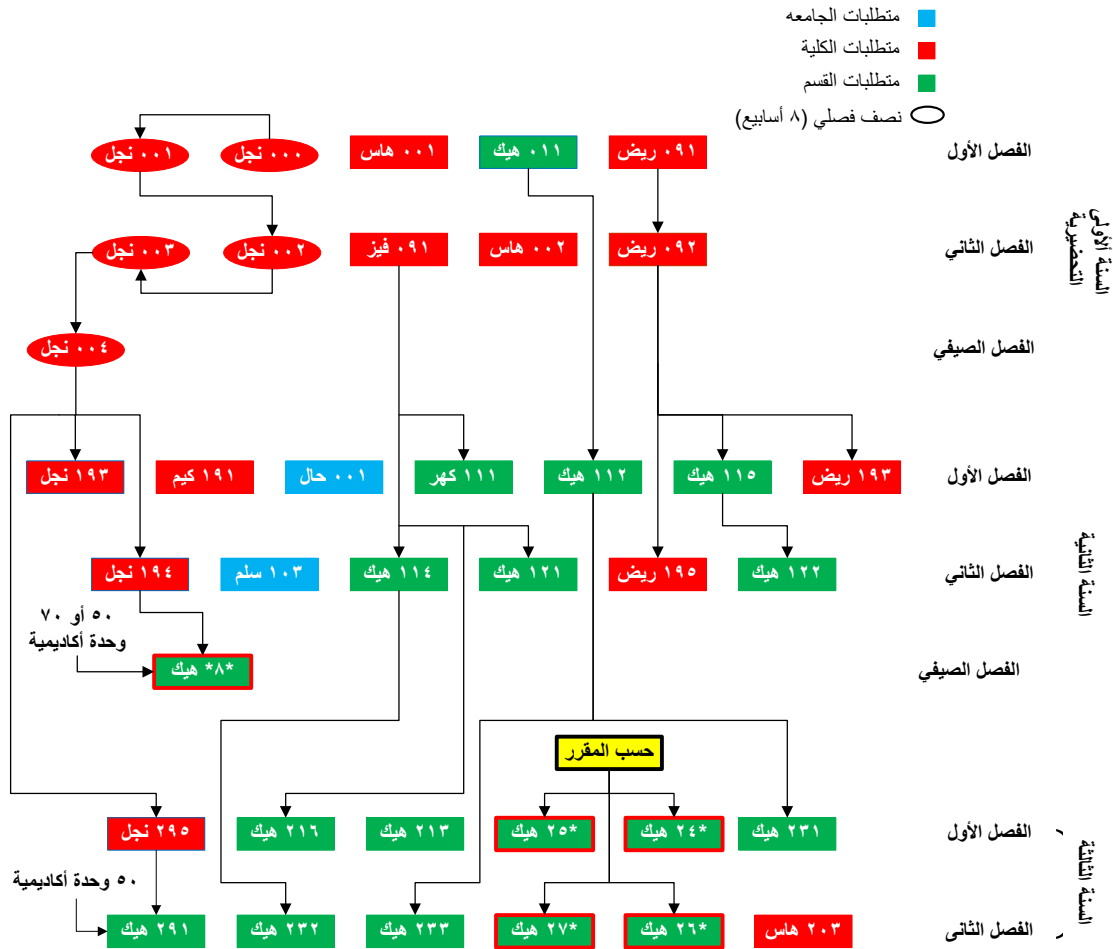 متطلبات الجامعه
متطلبات الكلية
متطلبات القسم
نصف فصلي (٨ أسابيع)
السنة الأولى
التحضيرية
الفصل الأول
٠٩١ ريض
٠١١ هيك
٠٠١ هاس
٠٠٠ نجل
٠٠١ نجل
الفصل الثاني
٠٩٢ ريض
٠٠٢ هاس
٠٩١ فيز
٠٠٢ نجل
٠٠٣ نجل
الفصل الصيفي
٠٠٤ نجل
السنة الثانية
الفصل الأول
١٩٣ ريض
١١٥ هيك
١١٢ هيك
١١١ كهر
٠٠١ حال
١٩١ كيم
١٩٣ نجل
الفصل الثاني
١٢٢ هيك
١٩٥ ريض
١٢١ هيك
١١٤ هيك
١٠٣ سلم
١٩٤ نجل
٥٠ أو ٧٠
وحدة أكاديمية
الفصل الصيفي
*٨* هيك
حسب المقرر
السنة الثالثة
الفصل الأول
٢٣١ هيك
*٢٤ هيك
*٢٥ هيك
٢١٣ هيك
٢١٦ هيك
٢٩٥ نجل
٥٠ وحدة أكاديمية
الفصل الثاني
٢٠٣ هاس
*٢٦ هيك
*٢٧ هيك
٢٣٣ هيك
٢٣٢ هيك
٢٩١ هيك